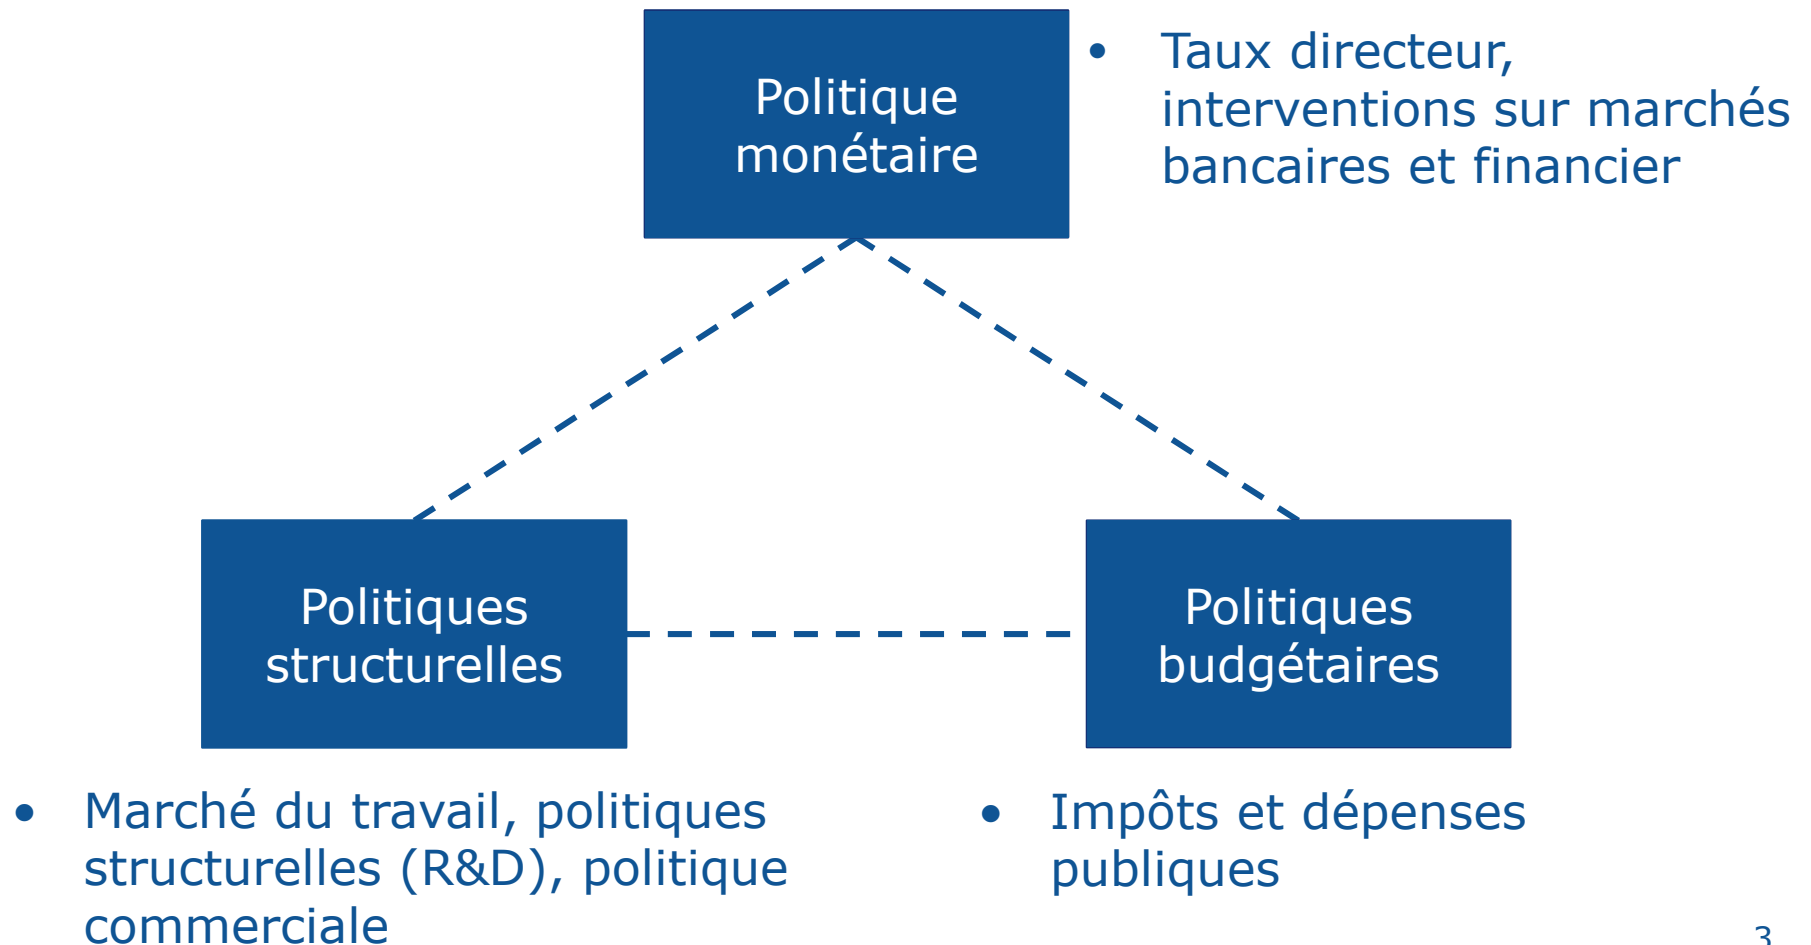 Politique
monétaire
• Taux directeur,
interventions sur marchés
bancaires et financier
Politiques
structurelles
Politiques
budgétaires
• Marché du travail, politiques
structurelles (R&D), politique
commerciale
• Impôts et dépenses
publiques
3